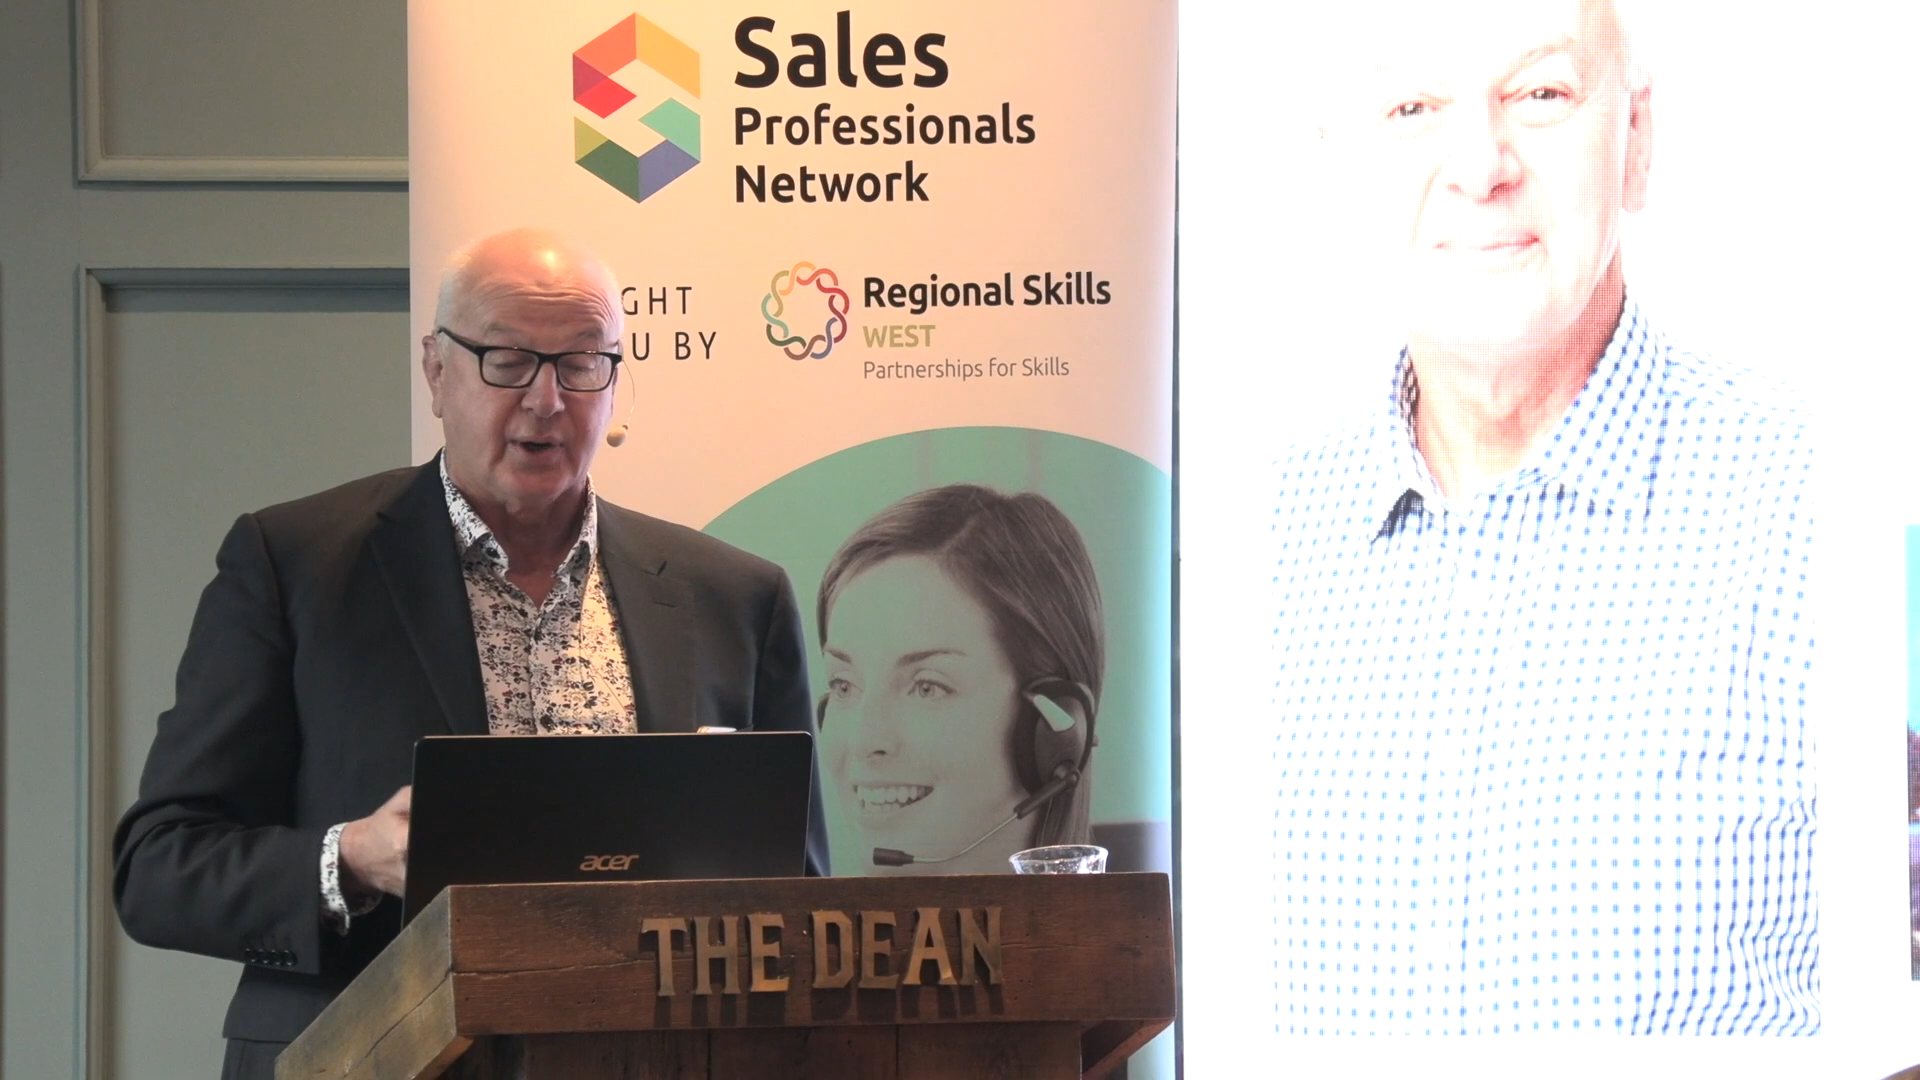 Sales
Professionals
Network
GHT
U BY
Regional Skills
WEST
Partnerships for Skills
acer
THE DEAN